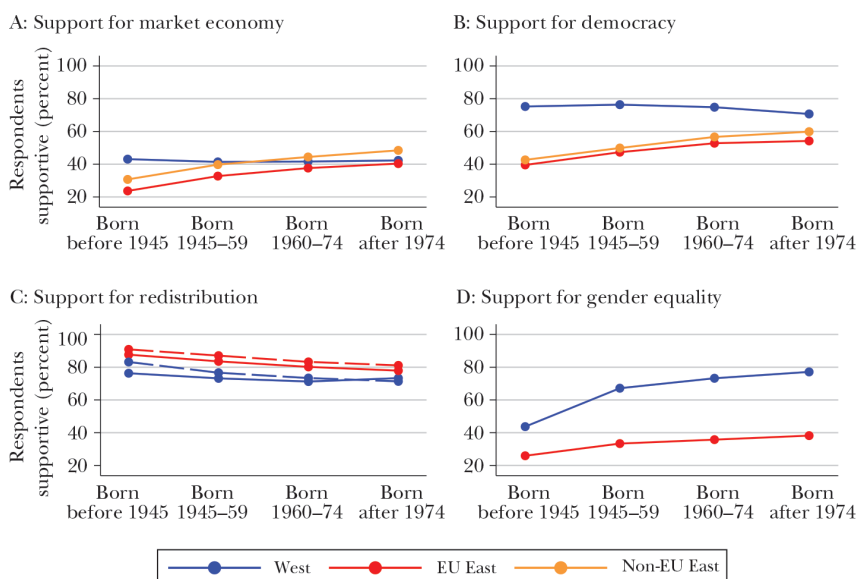 A: Support for market economy
B: Support for democracy
Respondents
supportive (percent)
100
80
60
40
20
100
80
60
40
20
Born
before 1945
Born
1945–59
Born
1960–74
Born
after 1974
Born
before 1945
Born
1945–59
Born
1960–74
Born
after 1974
C: Support for redistribution
D: Support for gender equality
Respondents
supportive (percent)
100
80
60
40
20
100
80
60
40
20
Born
before 1945
Born
1945–59
Born
1960–74
Born
after 1974
Born
before 1945
Born
1945–59
Born
1960–74
Born
after 1974
West
EU East
Non-EU East